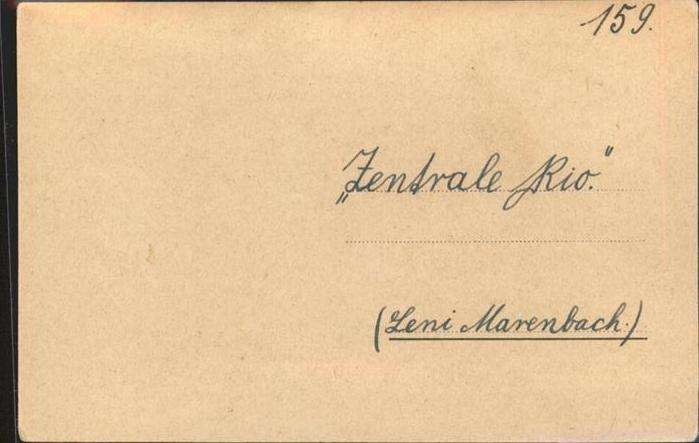 159.
„Zentrale Rio."
(Leni Marenbach.)